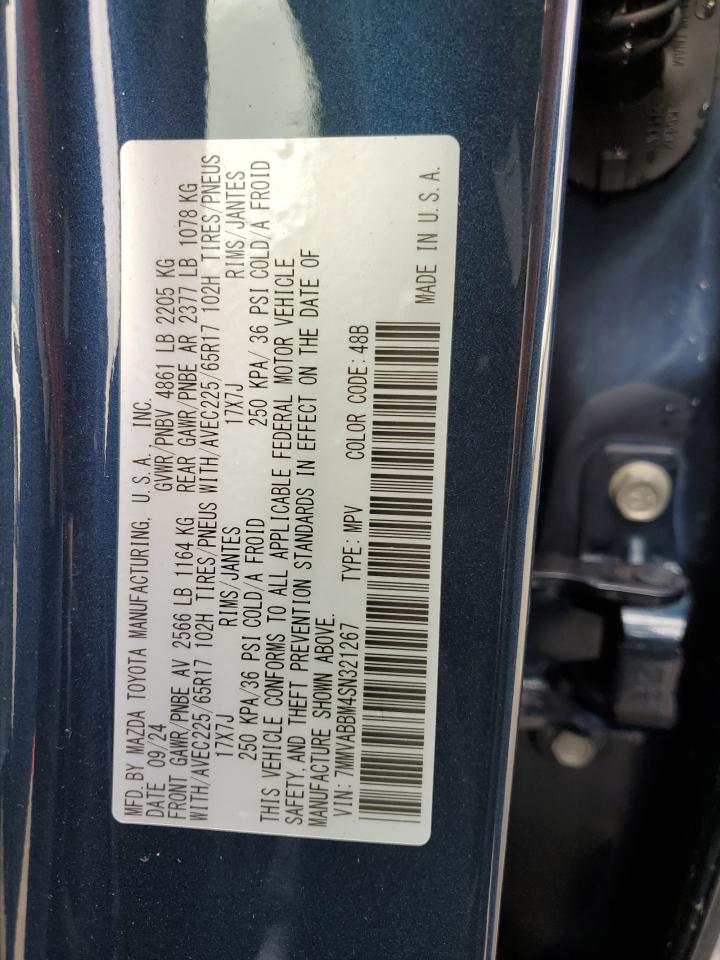 MFD. BY MAZDA TOYOTA MANUFACTURING, U.S.A., INC.
DATE 09/24 GVWR/PNBV 4861 LB 2205 KG
FRONT GAWR/PNBE AV 2566 LB 1164 KG REAR GAWR/PNBE AR 2377 LB 1078 KG
WITH/AVEC225/65R17 102H TIRES/PNEUS WITH/AVEC225/65R17 102H TIRES/PNEUS
17X7J RIMS/JANTES 17X7J RIMS/JANTES
250 KPA/36 PSI COLD/A FROID 250 KPA/ 36 PSI COLD/A FROID
THIS VEHICLE CONFORMS TO ALL APPLICABLE FEDERAL MOTOR VEHICLE
SAFETY AND THEFT PREVENTION STANDARDS IN EFFECT ON THE DATE OF
MANUFACTURE SHOWN ABOVE.
VIN: 7MMVABBM4SN321267 TYPE: MPV COLOR CODE: 48B
MADE IN U.S.A.